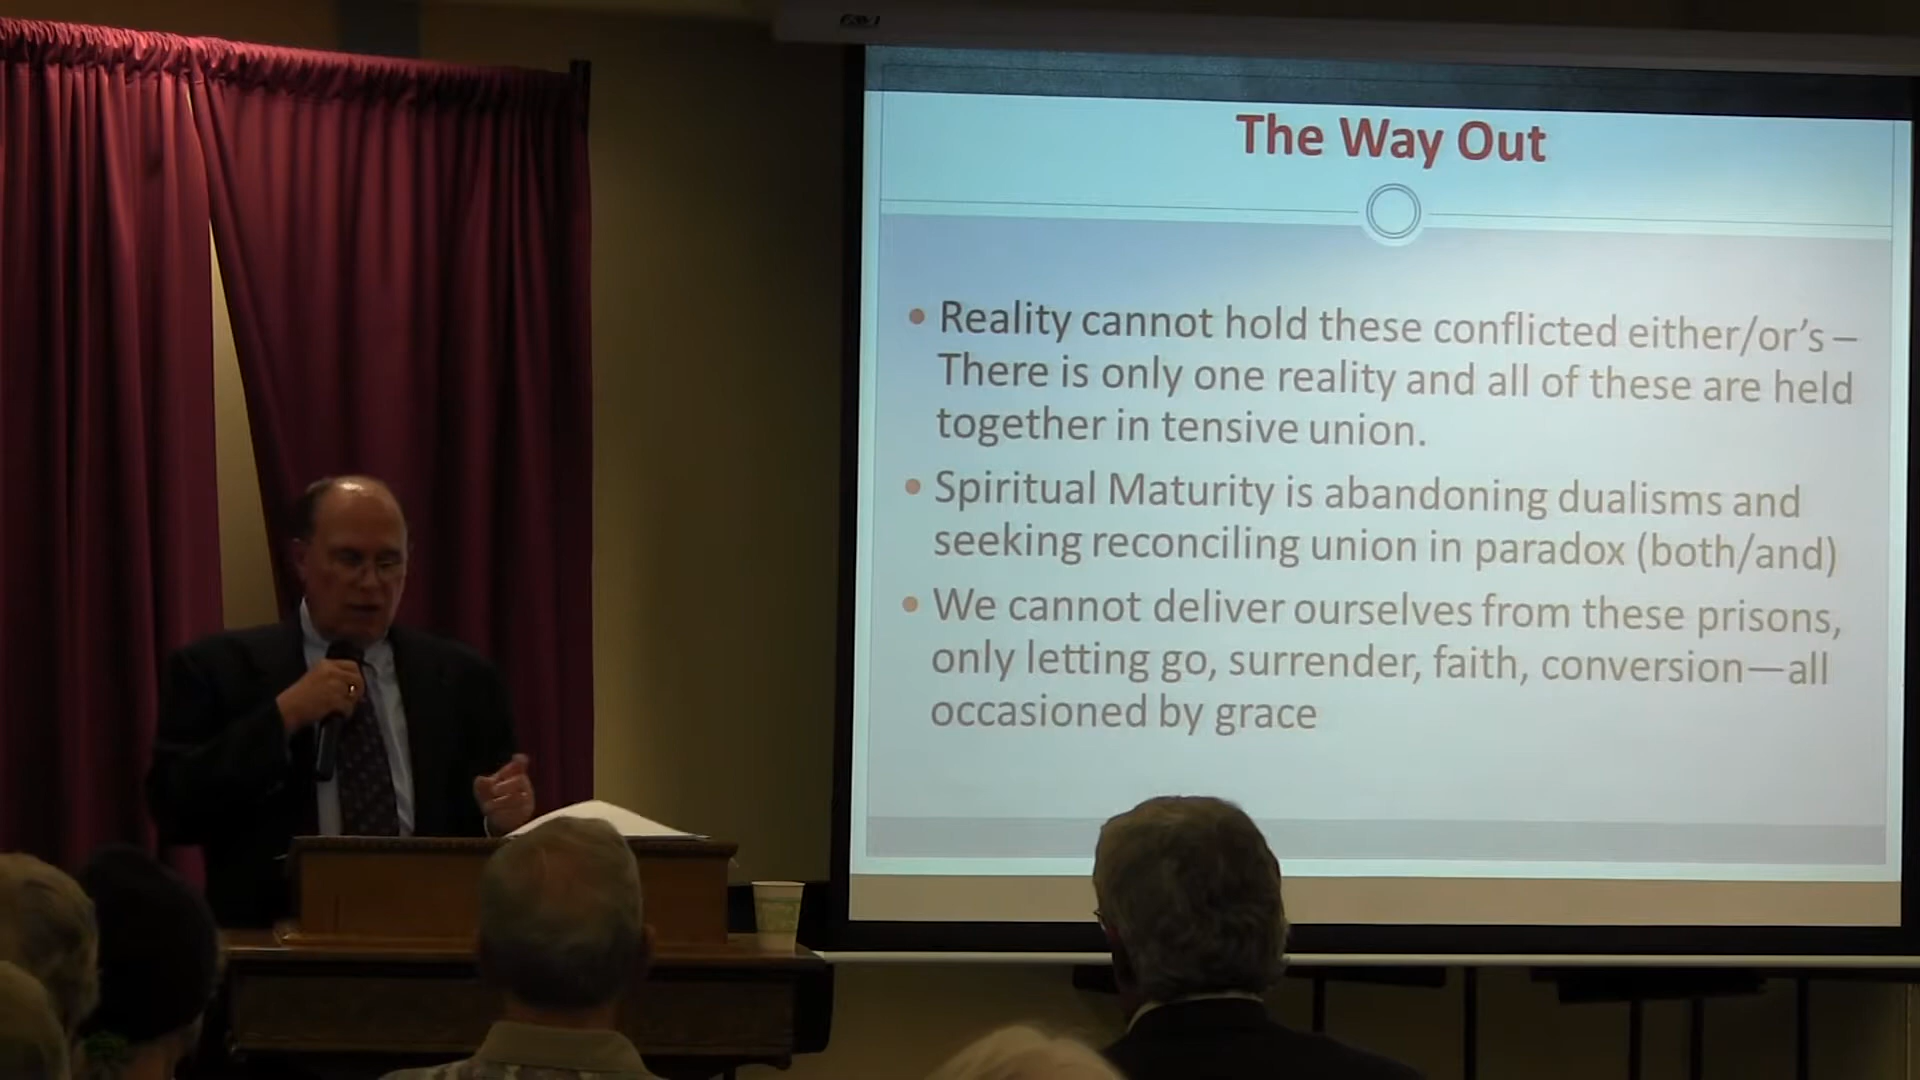 The Way Out
• Reality cannot hold these conflicted either/or's –
There is only one reality and all of these are held
together in tensive union.
• Spiritual Maturity is abandoning dualisms and
seeking reconciling union in paradox (both/and)
• We cannot deliver ourselves from these prisons,
only letting go, surrender, faith, conversion—all
occasioned by grace